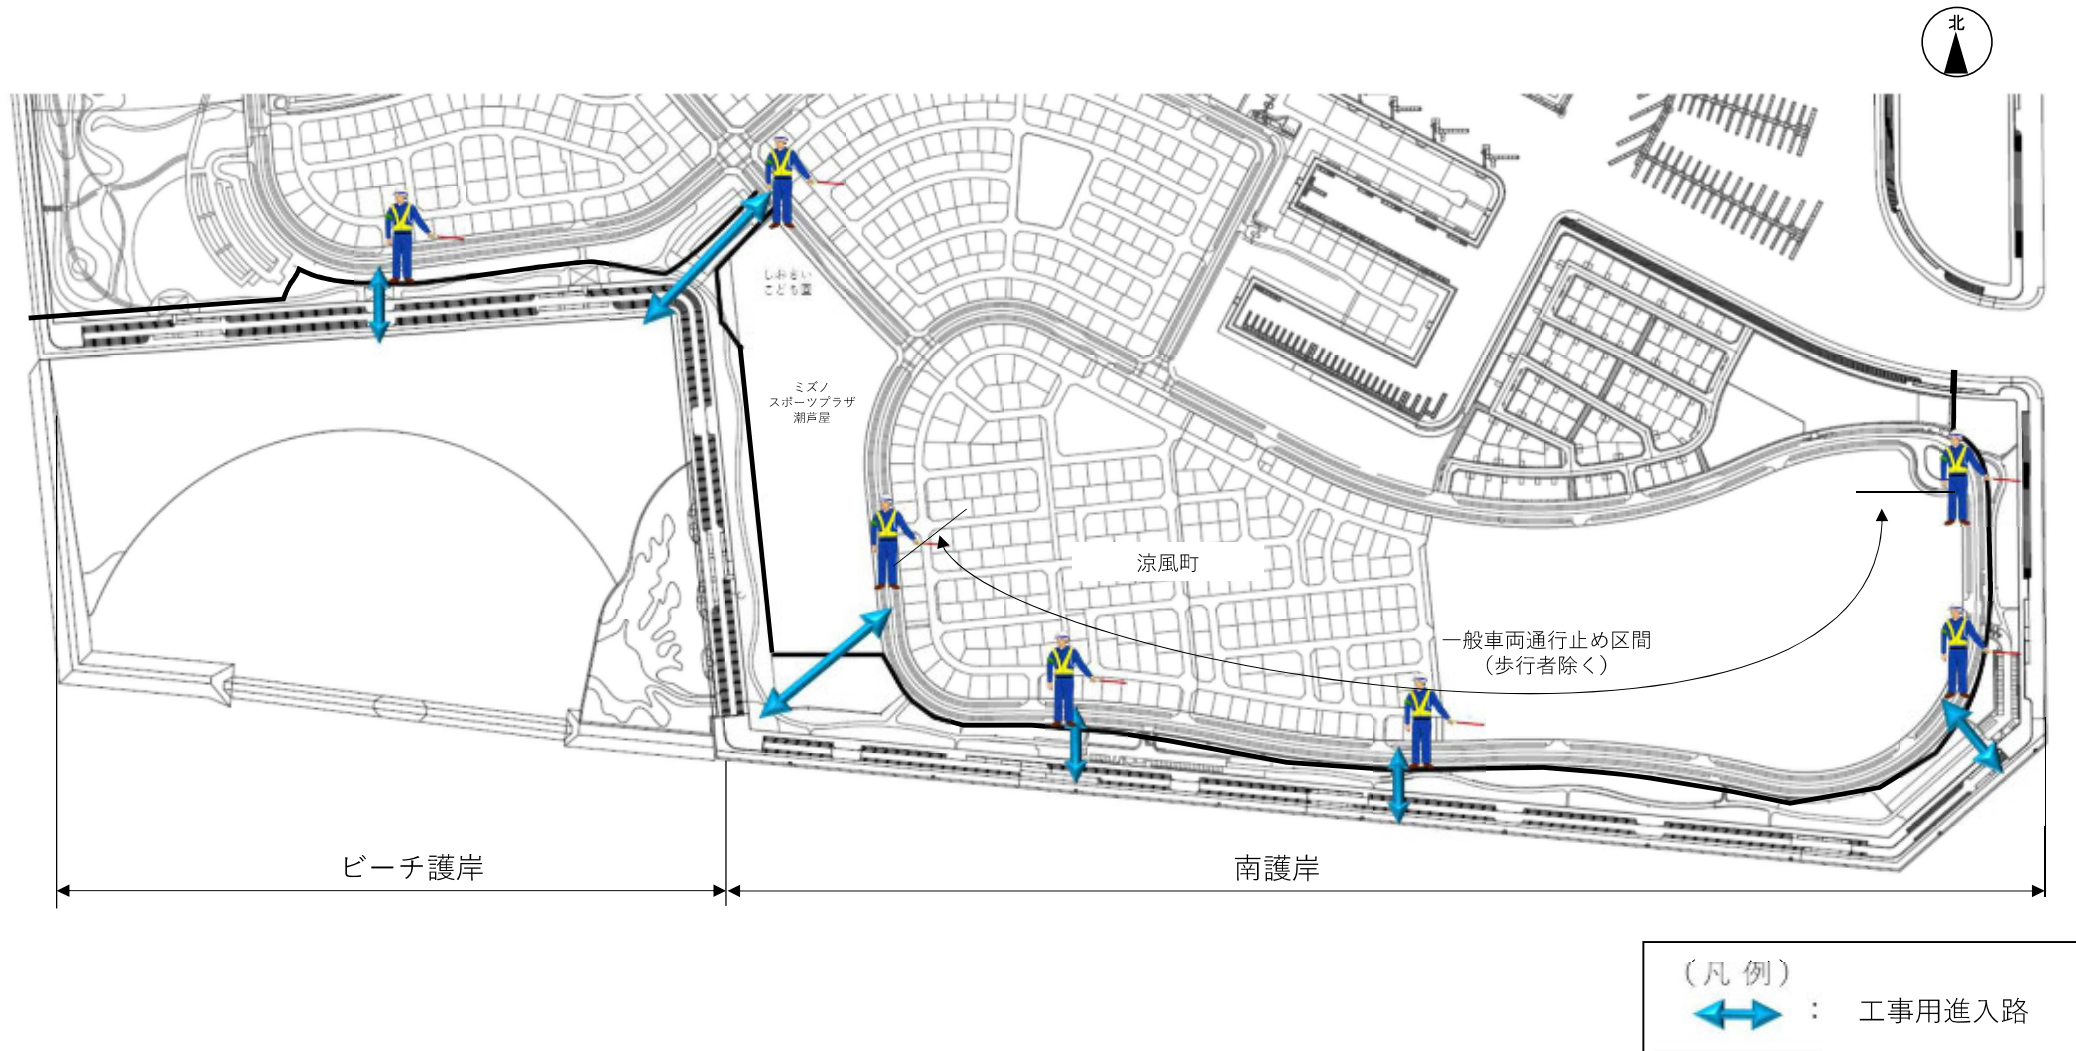 北
しおさい
こども園
ミズノ
スポーツプラザ
潮芦屋
涼風町
一般車両通行止め区間
（歩行者除く）
ビーチ護岸
南護岸
（凡 例）
： 工事用進入路